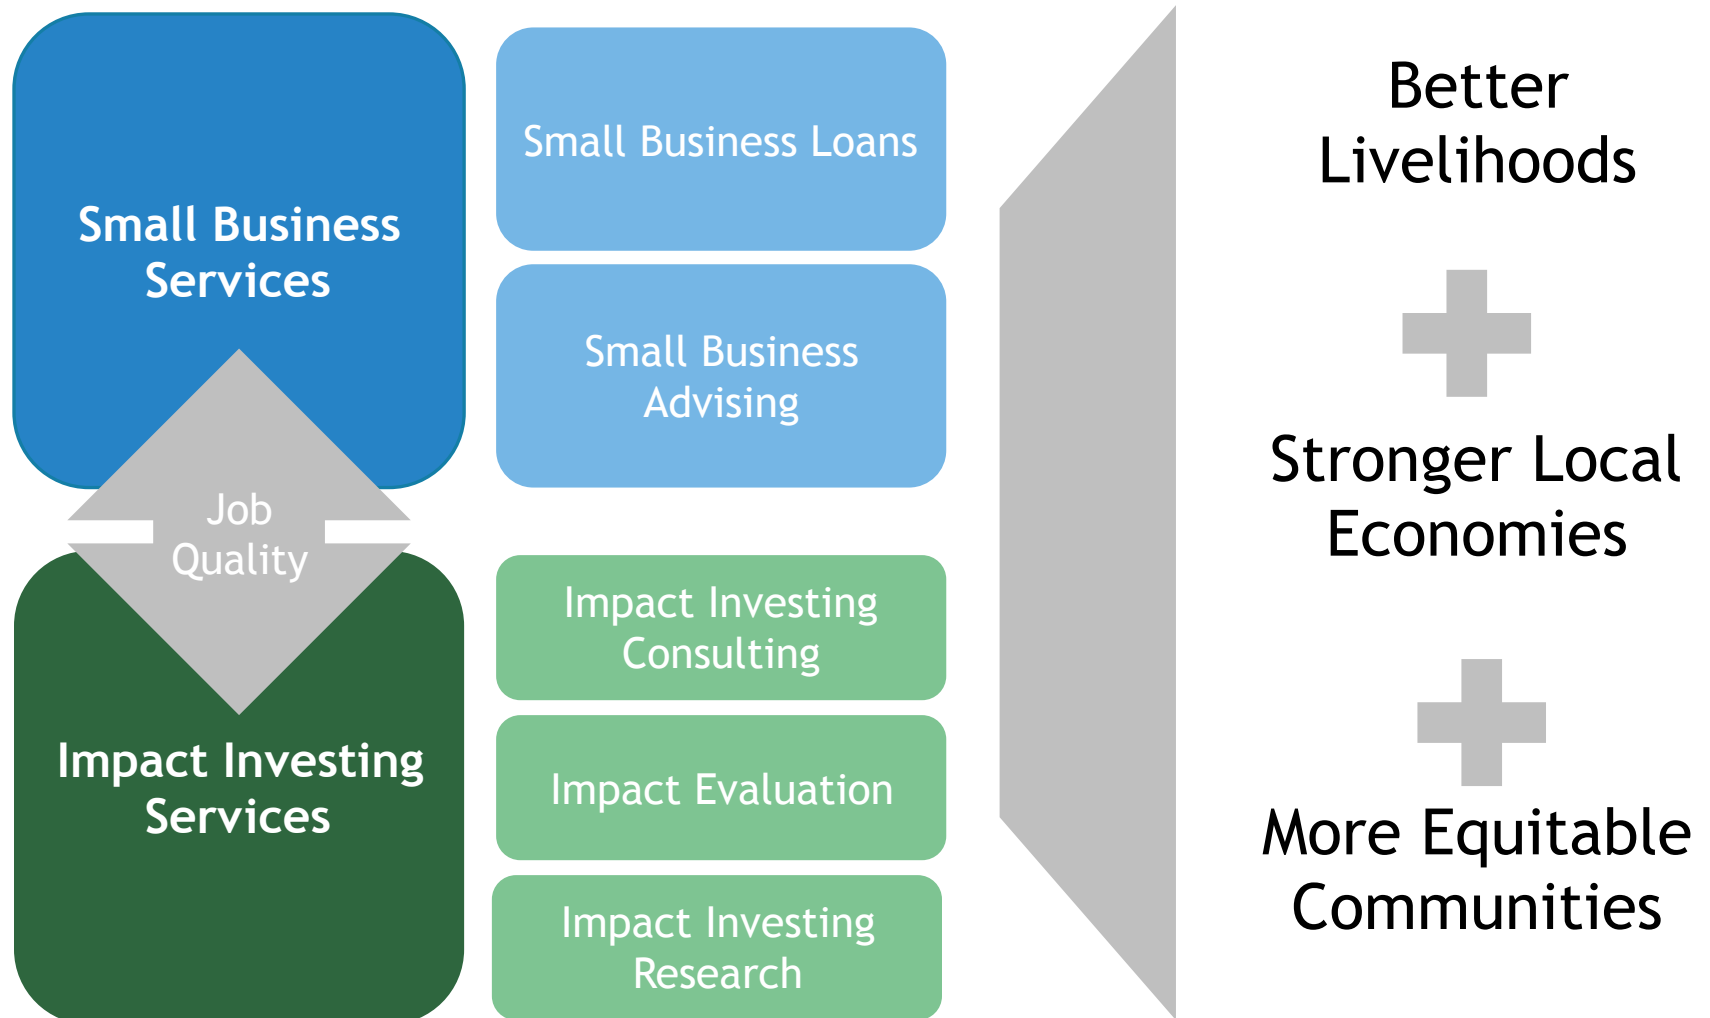 Small Business
Services
Small Business Loans
Small Business
Advising
Job
Quality
Impact Investing
Services
Impact Investing
Consulting
Impact Evaluation
Impact Investing
Research
Better
Livelihoods
Stronger Local
Economies
More Equitable
Communities